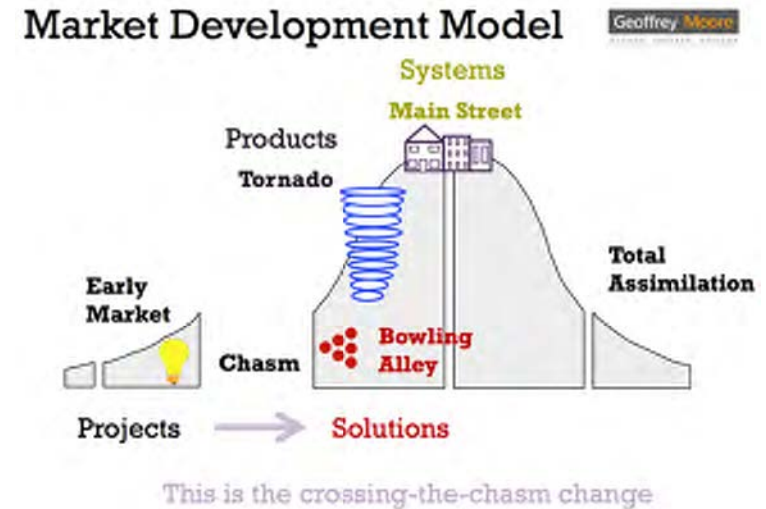 Market Development Model
Geoffrey Moore
Systems
Main Street
Products
Tornado
Total
Assimilation
Early
Market
Bowling
Alley
Chasm
Projects
Solutions
This is the crossing-the-chasm change